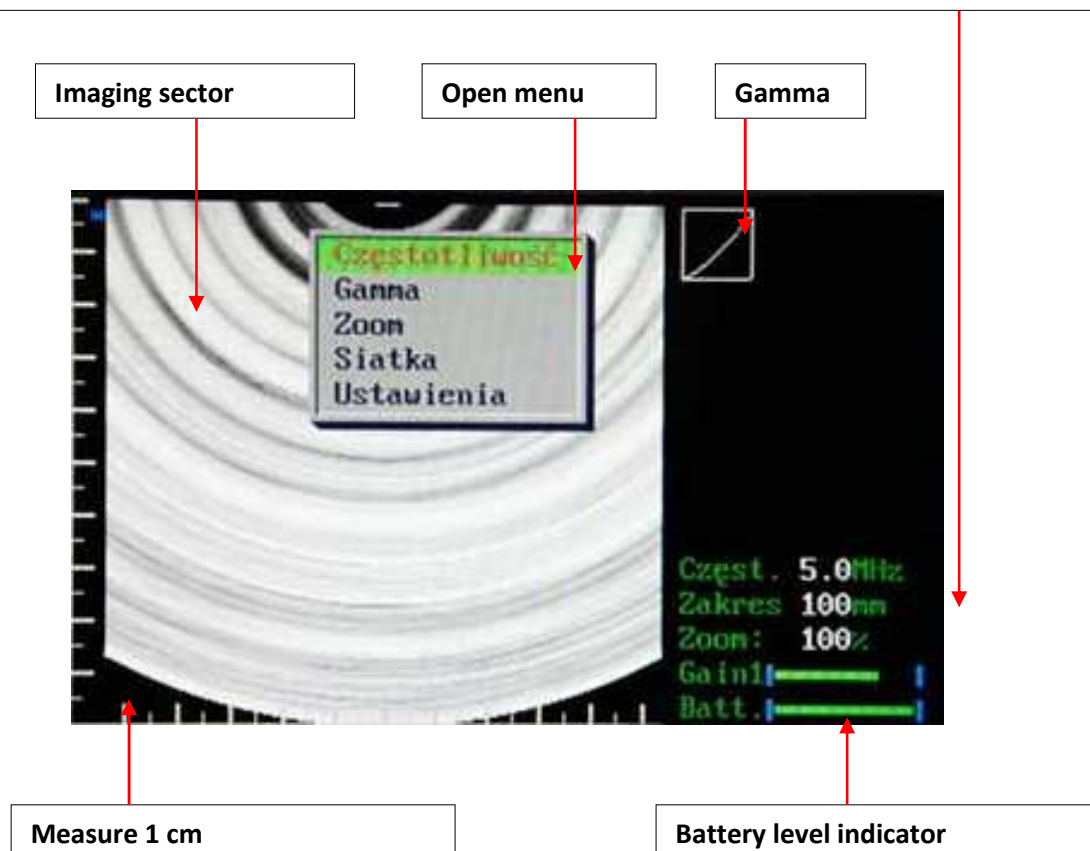 Imaging sector
Open menu
Gamma
Częstotliwość
Gamma
Zoom
Siatka
Ustawienia
Częst. 5.0MHz
Zakres 100mm
Zoom: 100%
Gain1
Batt.
Measure 1 cm
Battery level indicator